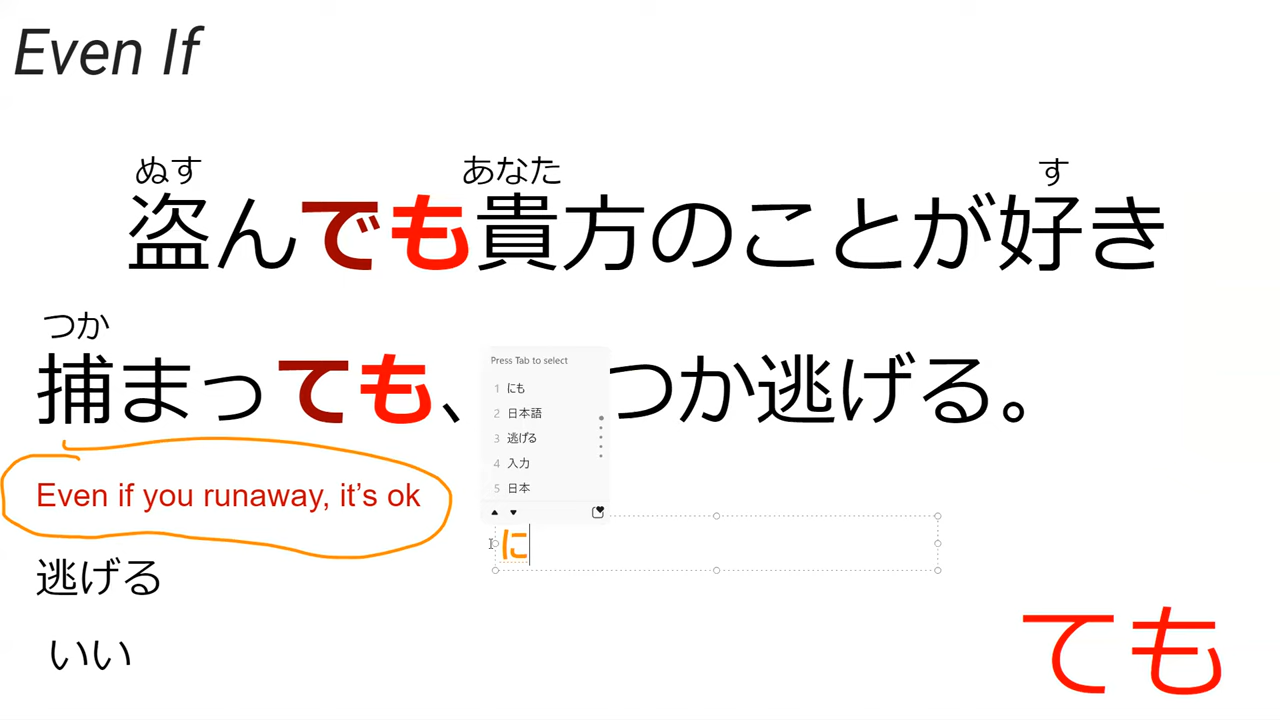 Even If
ぬす あなた す
盗んでも貴方のことが好き
つか
捕まっても、 つか逃げる。
Press Tab to select
1 にも
2 日本語
3 逃げる
4 入力
5 日本
Even if you runaway, it's ok
に
逃げる
いい
ても